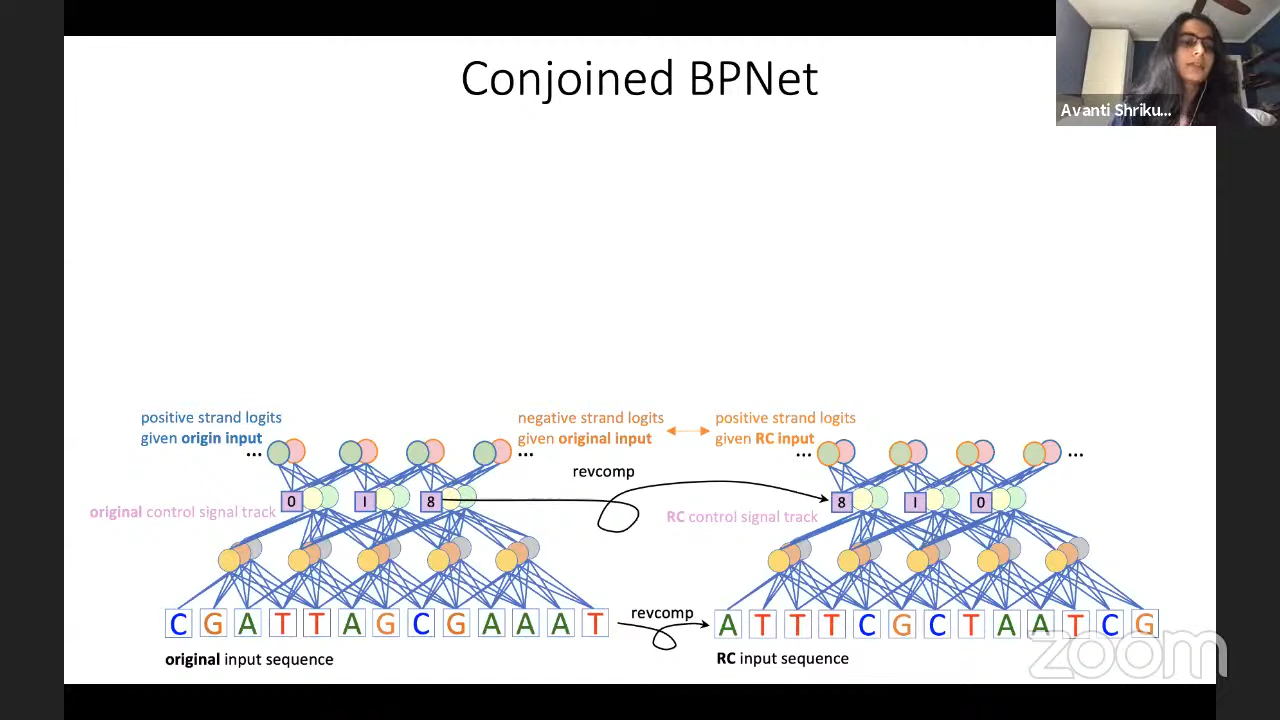 Conjoined BPNet
Avanti Shriku...
positive strand logits
given origin input
negative strand logits
given original input
positive strand logits
given RC input
... ... ... ...
revcomp
0 1 8
8 1 0
original control signal track
RC control signal track
revcomp
C G A T T A G C G A A A T
A T T T C G C T A A T C G
original input sequence
RC input sequence
zoom